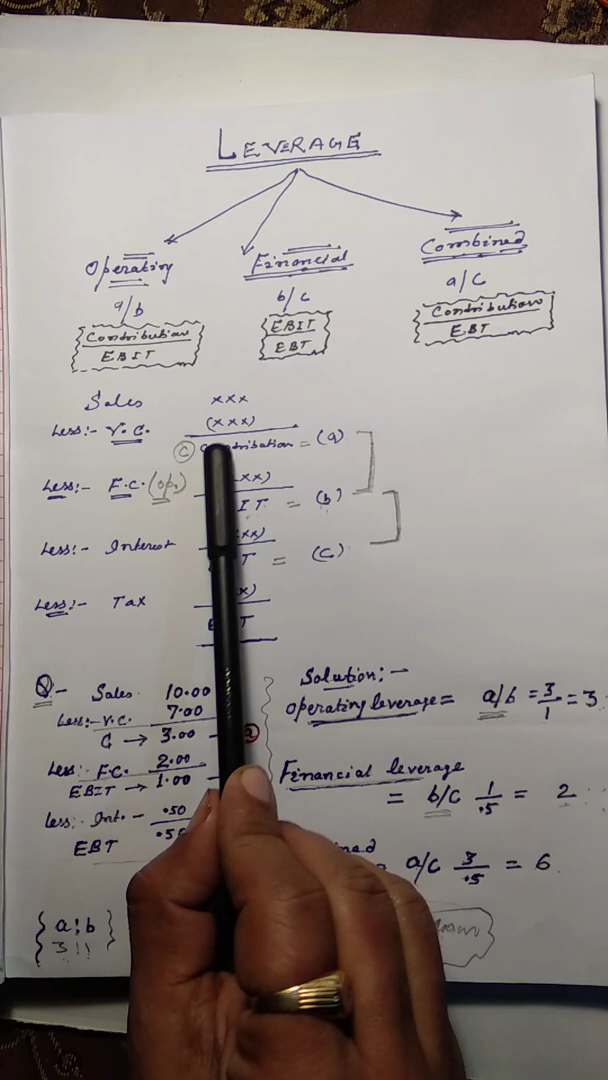 LEVERAGE
Operating Financial Combined
a/b b/c a/c
Contribution EBIT Contribution
EBIT EBT EBT
Sales xxx
Less:- V.C. (xxx)
C = (a)
Less:- F.C. (op.)
= (b)
Less:- Interest
= (c)
Less:- Tax
Q- Sales 10.00
Less:- V.C. 7.00
C → 3.00
Less: F.C. 2.00
EBIT → 1.00
Less: Int.- .50
EBT
{ a:b }
3:1
Solution:-
Operating leverage = a/b = 3/1 = 3
Financial leverage
= b/c 1/.5 = 2
a/c 3/.5 = 6